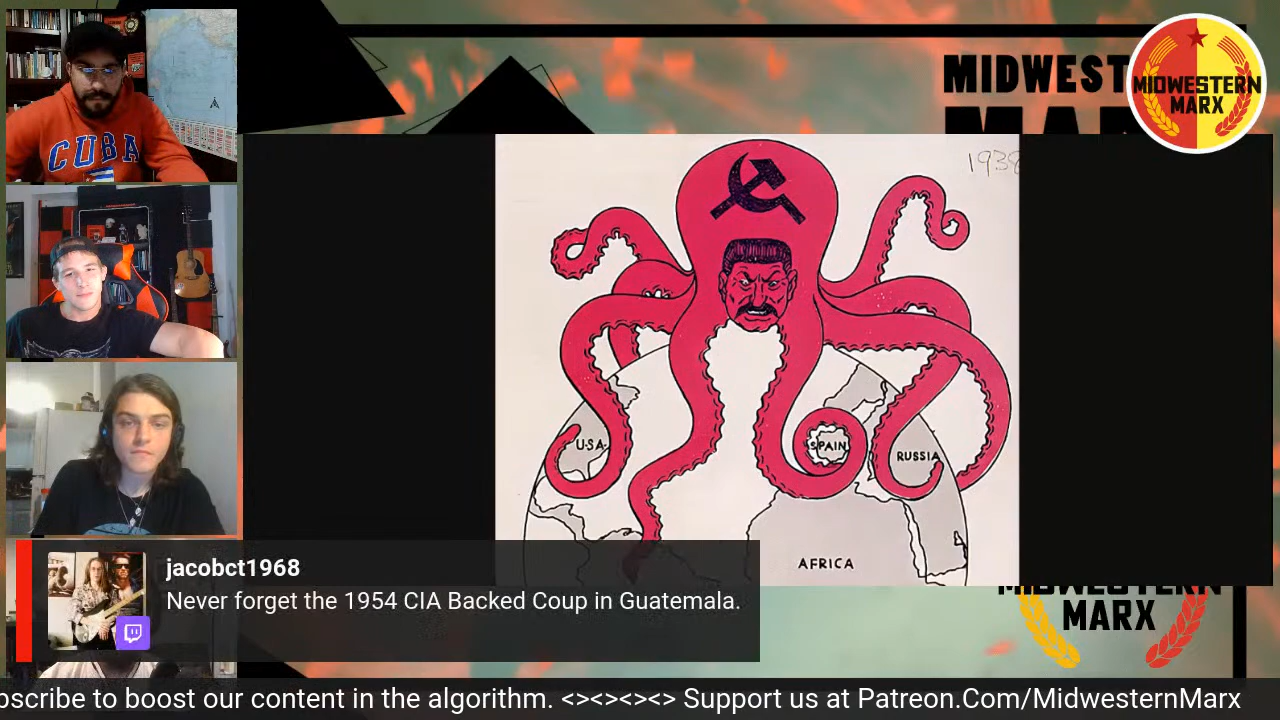 CUBA
MIDWEST
MIDWESTERN
MARX
1938
U·S·A·
SPAIN
RUSSIA
AFRICA
jacobct1968
Never forget the 1954 CIA Backed Coup in Guatemala.
MARX
bscribe to boost our content in the algorithm. <><><><> Support us at Patreon.Com/MidwesternMarx